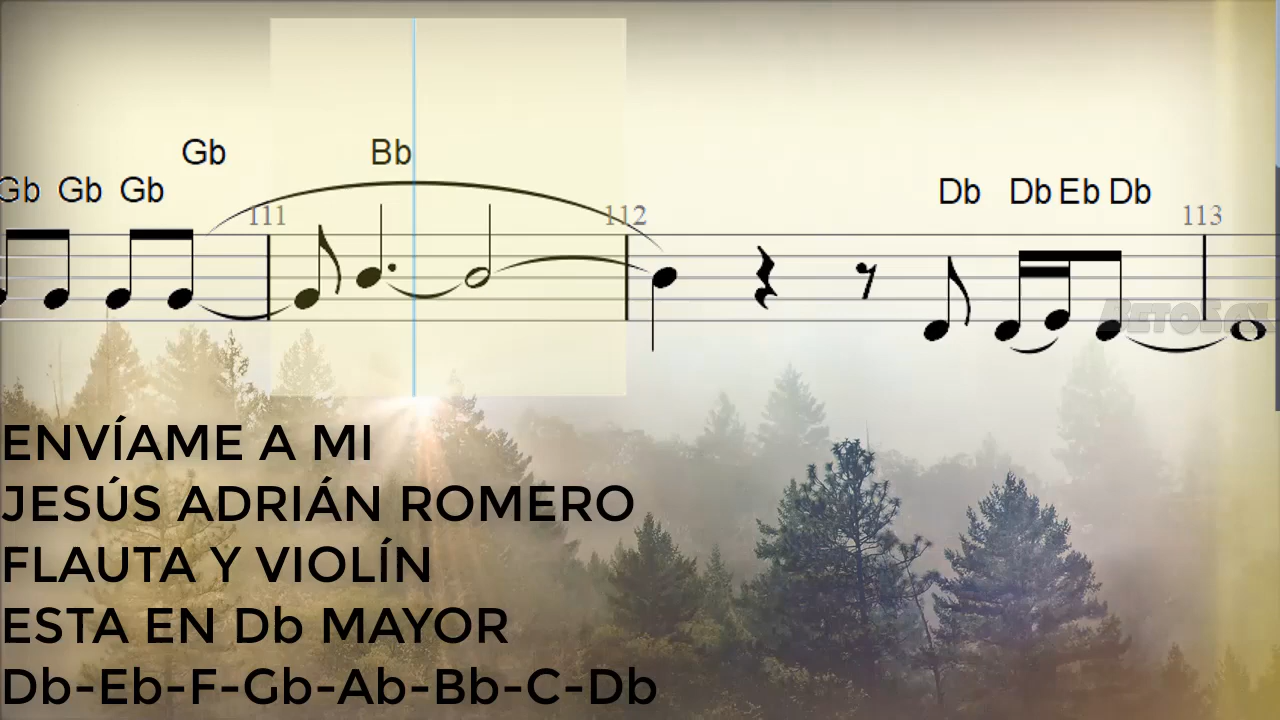 Gb Bb
Gb Gb Gb Db Db Eb Db
111 112 113
ENVÍAME A MI
JESÚS ADRIÁN ROMERO
FLAUTA Y VIOLÍN
ESTA EN Db MAYOR
Db-Eb-F-Gb-Ab-Bb-C-Db